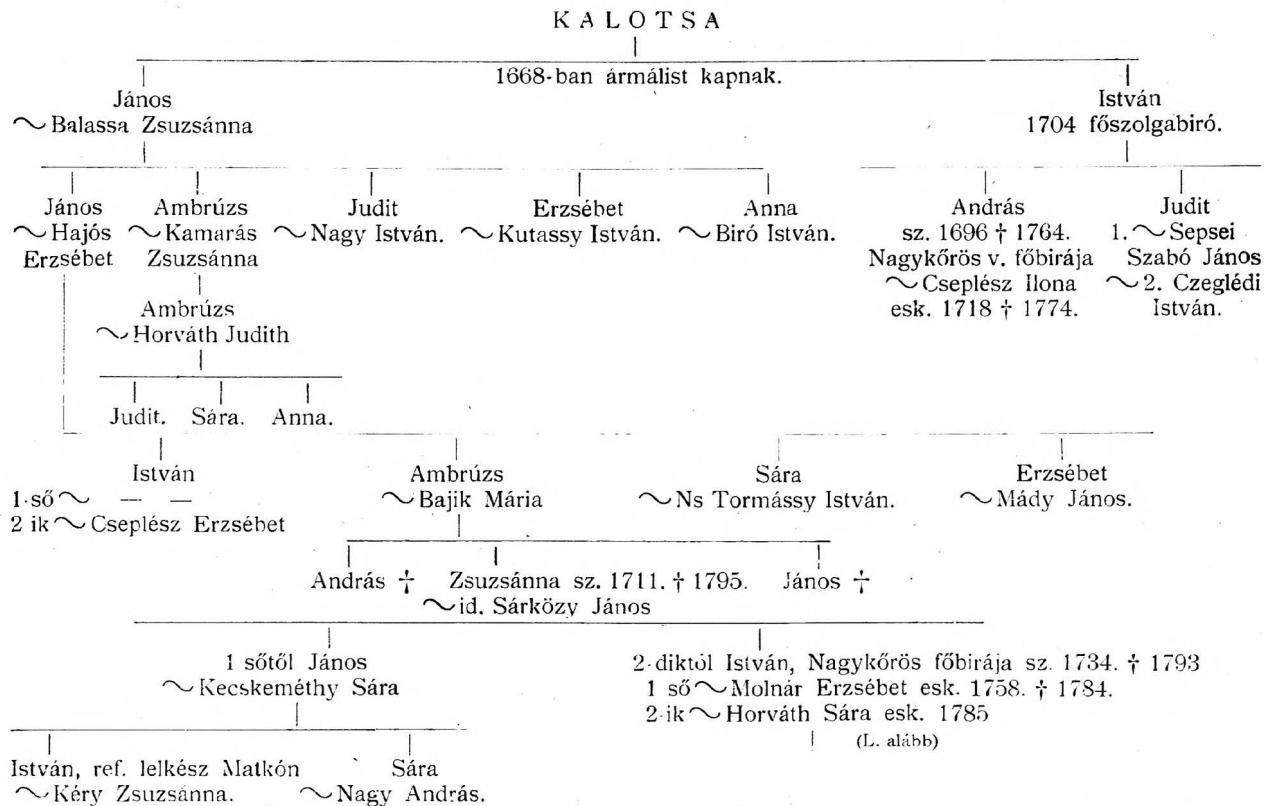 KALOTSA
1668-ban ármálist kapnak.
János
~ Balassa Zsuzsánna
István
1704 főszolgabiró.
János
~ Hajós
Erzsébet
Ambrúzs
~ Kamarás
Zsuzsánna
Judit
~ Nagy István.
Erzsébet
~ Kutassy István.
Anna
~ Biró István.
András
sz. 1696 † 1764.
Nagykőrös v. főbirája
~ Cseplész Ilona
esk. 1718 † 1774.
Judit
1. ~ Sepsei
Szabó János
~ 2. Czeglédi
István.
Ambrúzs
~ Horváth Judith
Judit. Sára. Anna.
István
1-ső ~ — —
2 ik ~ Cseplész Erzsébet
Ambrúzs
~ Bajik Mária
Sára
~ Ns Tormássy István.
Erzsébet
~ Mády János.
András † Zsuzsánna sz. 1711. † 1795. János †
~ id. Sárközy János
1 sőtől János
~ Kecskeméthy Sára
2-diktól István, Nagykőrös főbirája sz. 1734. † 1793
1 ső ~ Molnár Erzsébet esk. 1758. † 1784.
2-ik ~ Horváth Sára esk. 1785
(L. alább)
István, ref. lelkész Matkón
~ Kéry Zsuzsánna.
Sára
~ Nagy András.